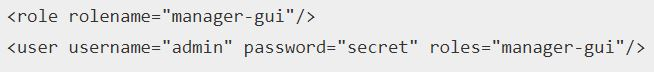 <role rolename="manager-gui"/>
<user username="admin" password="secret" roles="manager-gui"/>